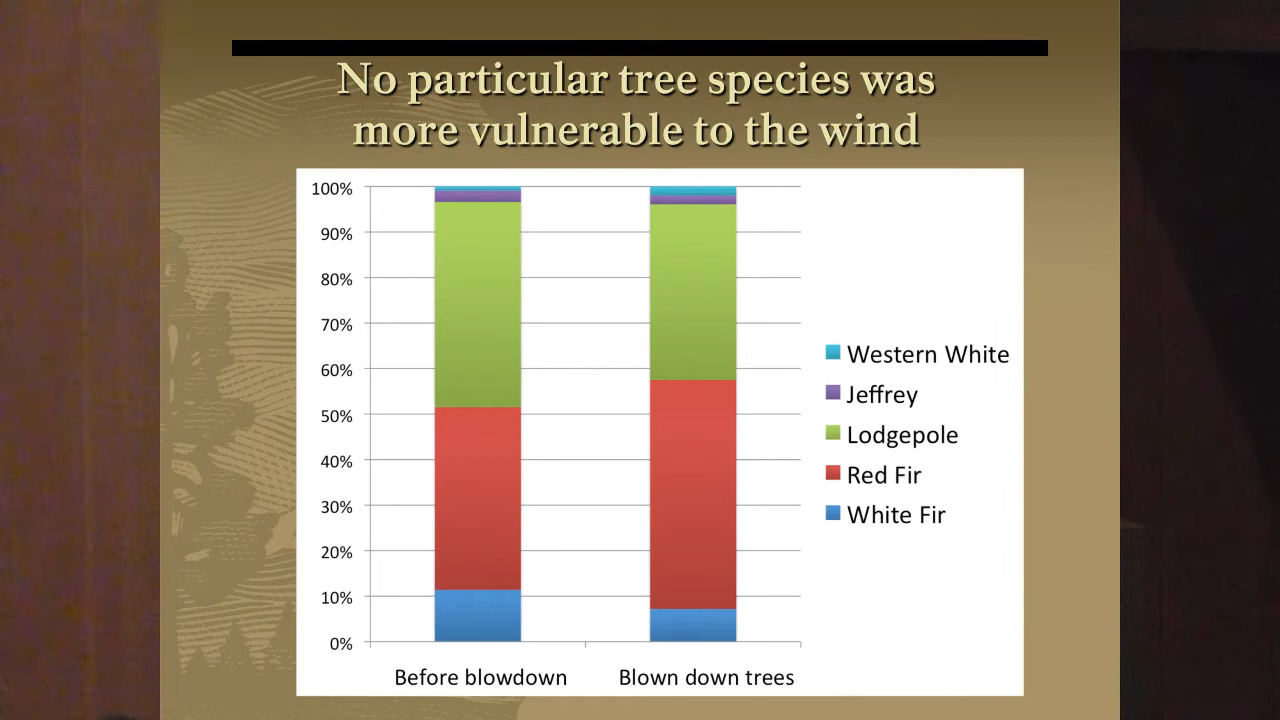 No particular tree species was
more vulnerable to the wind
100%
90%
80%
70%
60%
50%
40%
30%
20%
10%
0%
Before blowdown
Blown down trees
Western White
Jeffrey
Lodgepole
Red Fir
White Fir